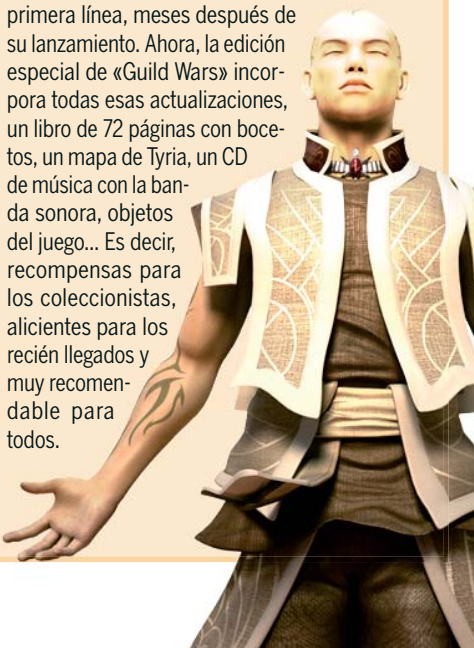 primera línea, meses después de
su lanzamiento. Ahora, la edición
especial de «Guild Wars» incor-
pora todas esas actualizaciones,
un libro de 72 páginas con boce-
tos, un mapa de Tyria, un CD
de música con la ban-
da sonora, objetos
del juego... Es decir,
recompensas para
los coleccionistas,
alicientes para los
recién llegados y
muy recomen-
dable para
todos.